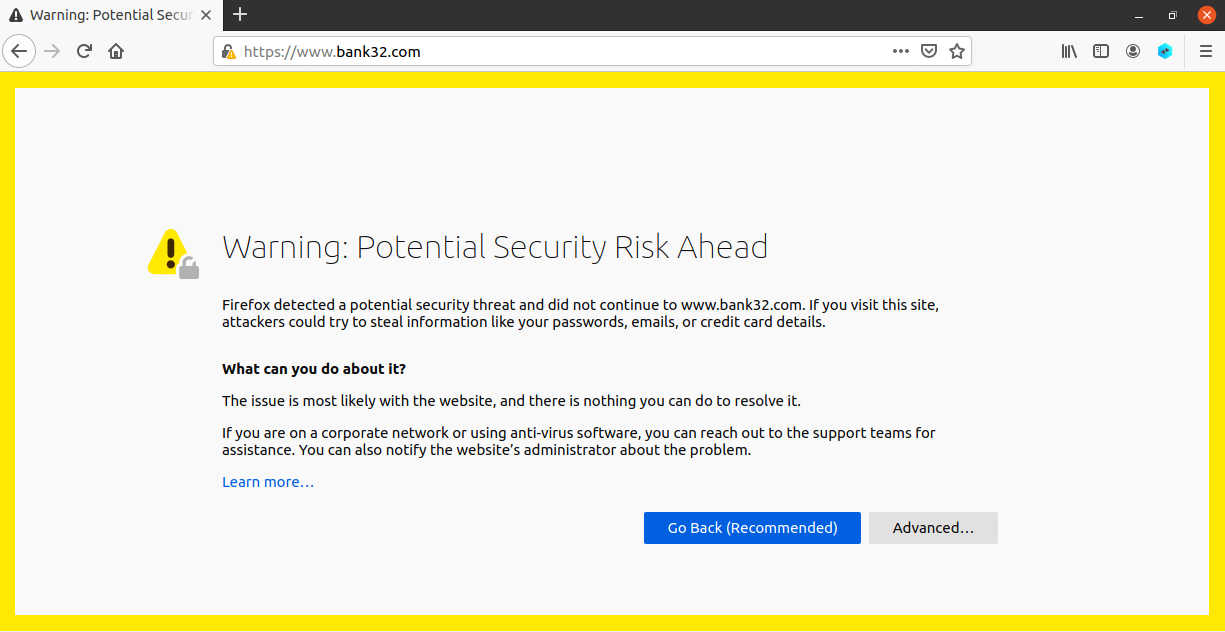 Warning: Potential Secur
https://www.bank32.com
Warning: Potential Security Risk Ahead
Firefox detected a potential security threat and did not continue to www.bank32.com. If you visit this site,
attackers could try to steal information like your passwords, emails, or credit card details.
What can you do about it?
The issue is most likely with the website, and there is nothing you can do to resolve it.
If you are on a corporate network or using anti-virus software, you can reach out to the support teams for
assistance. You can also notify the website’s administrator about the problem.
Learn more…
Go Back (Recommended) Advanced…